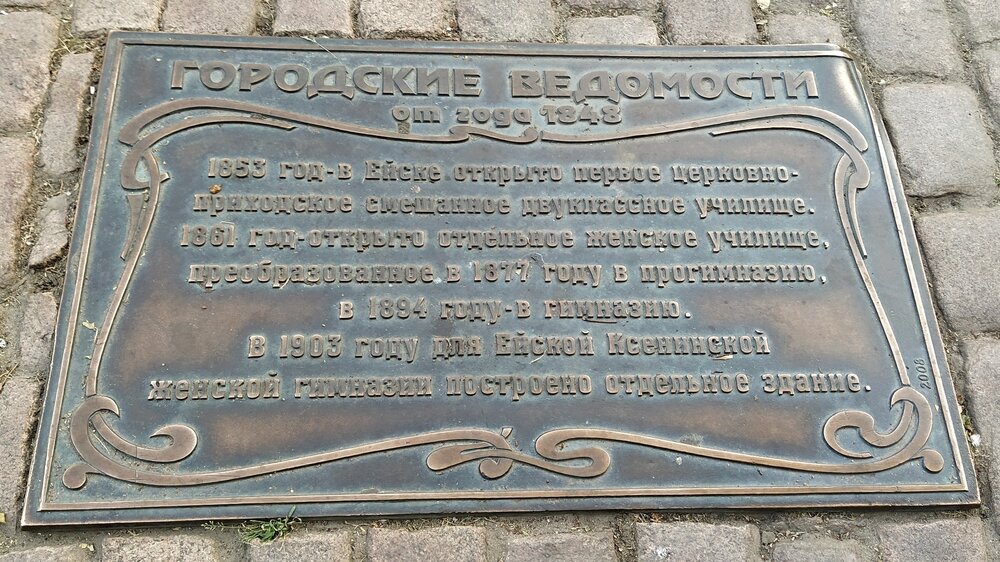 ГОРОДСКИЕ ВЕДОМОСТИ
от года 1848
1853 год-в Ейске открыто первое церковно-
приходское смешанное двуклассное училище.
1861 год-открыто отдельное женское училище,
преобразованное в 1877 году в прогимназию,
в 1894 году-в гимназию.
В 1903 году для Ейской Ксенинской
женской гимназии построено отдельное здание.
2008